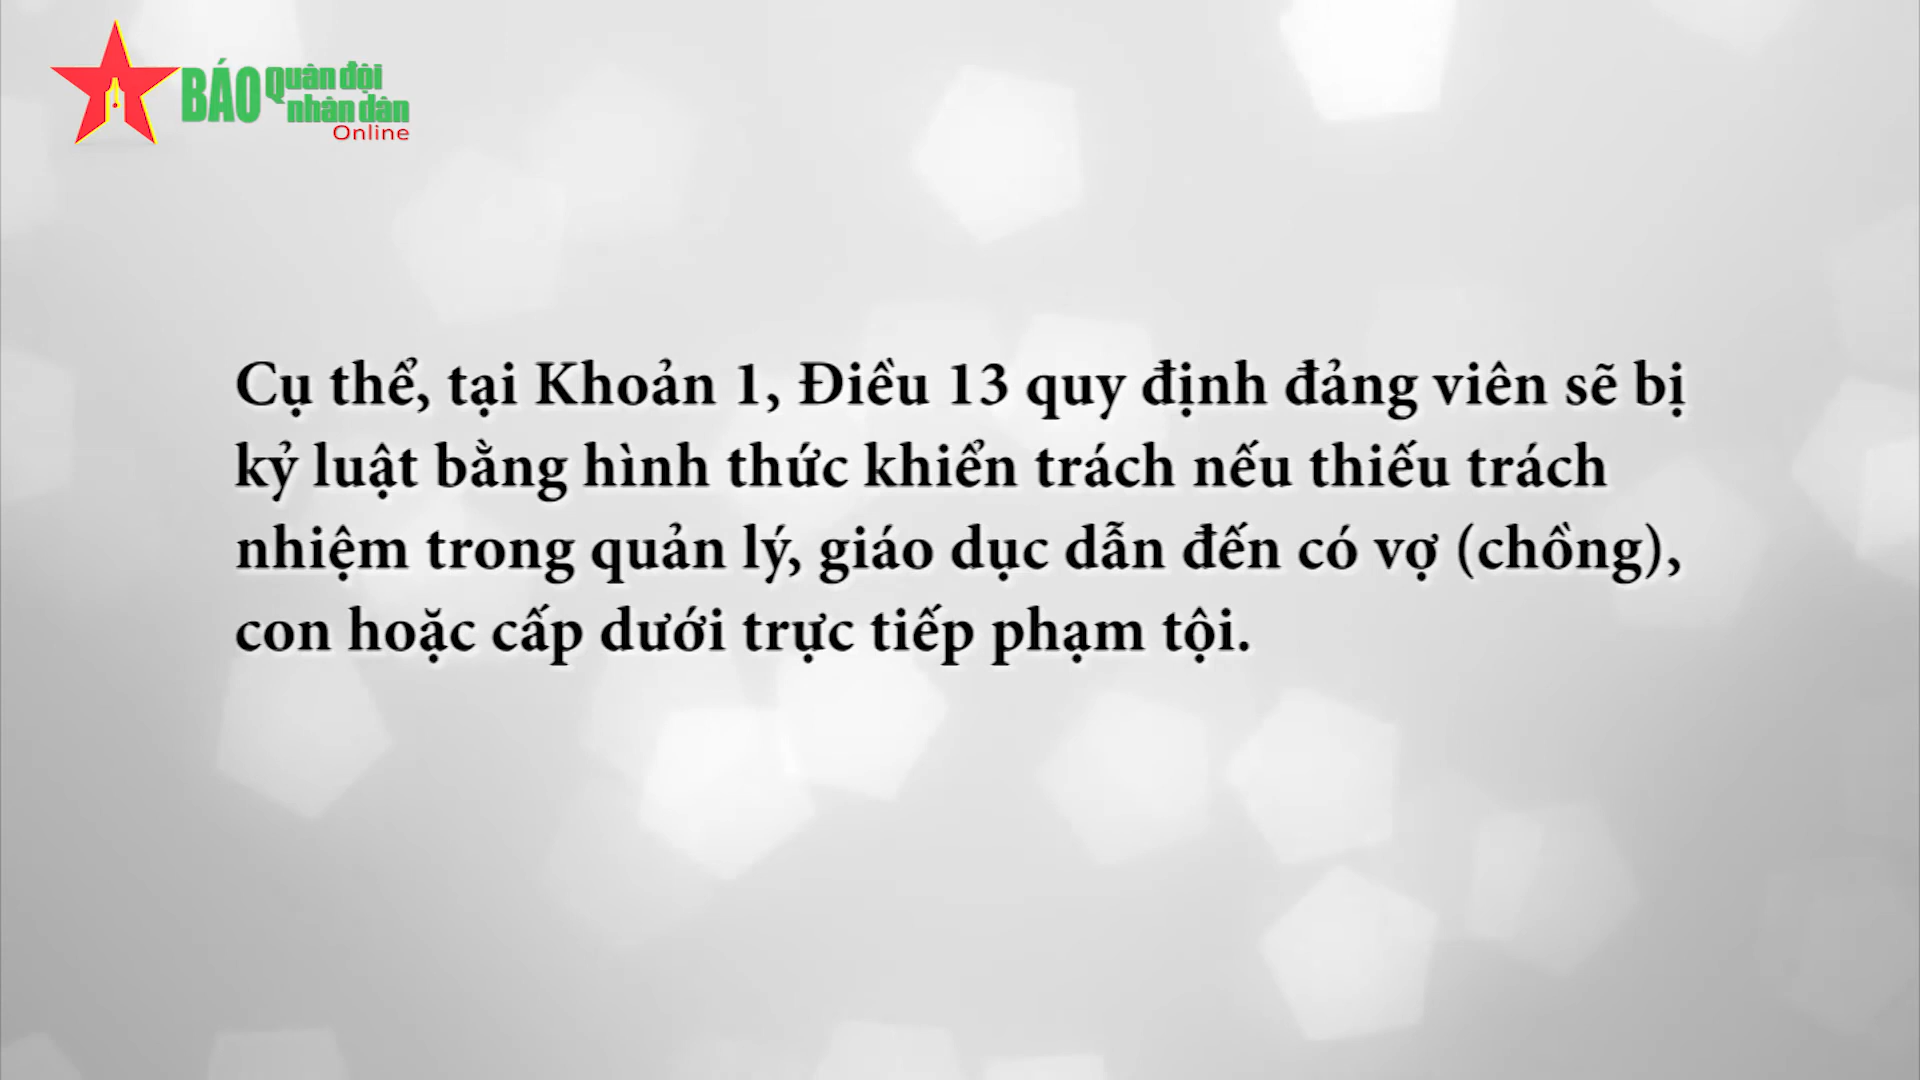 BÁO Quân đội
nhân dân
Online
Cụ thể, tại Khoản 1, Điều 13 quy định đảng viên sẽ bị
kỷ luật bằng hình thức khiển trách nếu thiếu trách
nhiệm trong quản lý, giáo dục dẫn đến có vợ (chồng),
con hoặc cấp dưới trực tiếp phạm tội.